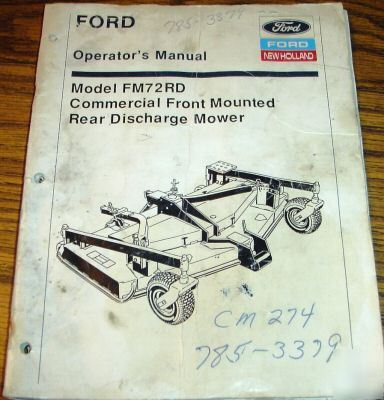 FORD
785-3379
Ford
FORD
NEW HOLLAND
Operator's Manual
Model FM72RD
Commercial Front Mounted
Rear Discharge Mower
CM 274
785-3379